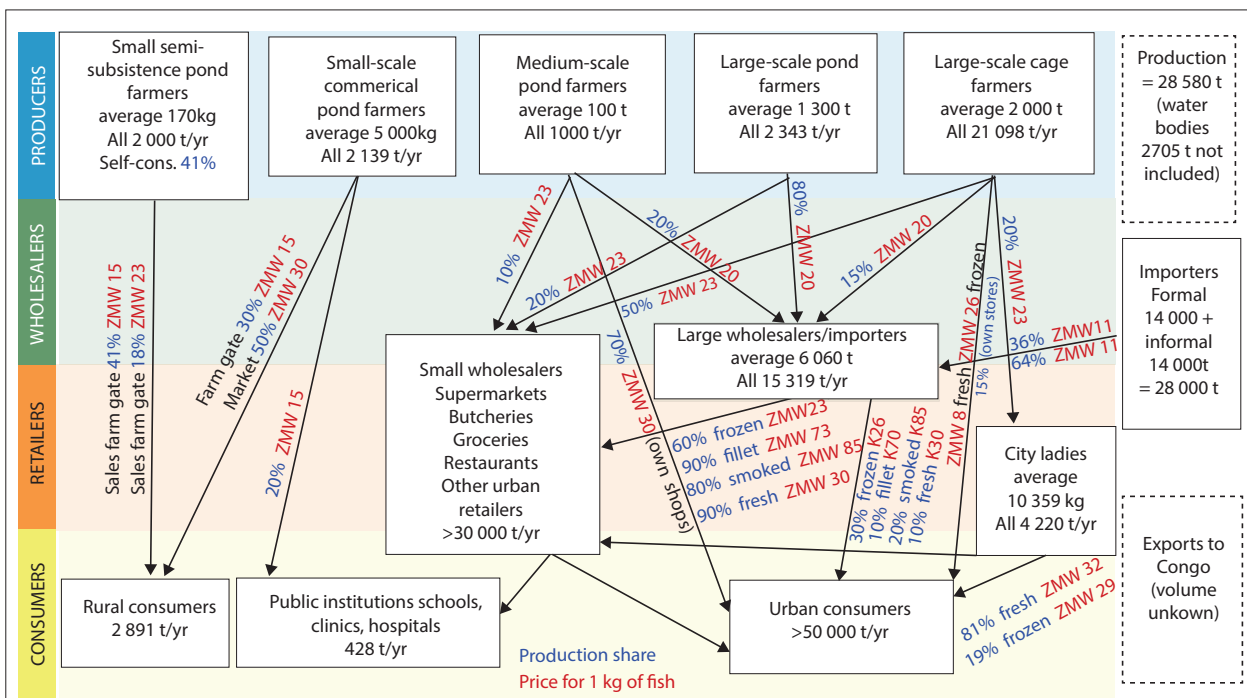 PRODUCERS
Small semi-
subsistence pond
farmers
average 170kg
All 2 000 t/yr
Self-cons. 41%
Small-scale
commerical
pond farmers
average 5 000kg
All 2 139 t/yr
Medium-scale
pond farmers
average 100 t
All 1000 t/yr
Large-scale pond
farmers
average 1 300 t
All 2 343 t/yr
Large-scale cage
farmers
average 2 000 t
All 21 098 t/yr
Production
= 28 580 t
(water
bodies
2705 t not
included)
WHOLESALERS
Sales farm gate 41% ZMW 15
Sales farm gate 18% ZMW 23
Farm gate 30% ZMW 15
Market 50% ZMW 30
20% ZMW 15
10% ZMW 23
20% ZMW 23
50% ZMW 23
70% ZMW 30 (own shops)
20% ZMW 20
80% ZMW 20
15% ZMW 20
ZMW 8 fresh ZMW 26 frozen
15% (own stores)
20% ZMW 23
36% ZMW11
64% ZMW 11
Importers
Formal
14 000 +
informal
14 000t
= 28 000 t
Large wholesalers/importers
average 6 060 t
All 15 319 t/yr
RETAILERS
Small wholesalers
Supermarkets
Butcheries
Groceries
Restaurants
Other urban
retailers
>30 000 t/yr
60% frozen ZMW23
90% fillet ZMW 73
80% smoked ZMW 85
90% fresh ZMW 30
30% frozen K26
10% fillet K70
20% smoked K85
10% fresh K30
City ladies
average
10 359 kg
All 4 220 t/yr
CONSUMERS
Rural consumers
2 891 t/yr
Public institutions schools,
clinics, hospitals
428 t/yr
Urban consumers
>50 000 t/yr
81% fresh ZMW 32
19% frozen ZMW 29
Exports to
Congo
(volume
unkown)
Production share
Price for 1 kg of fish